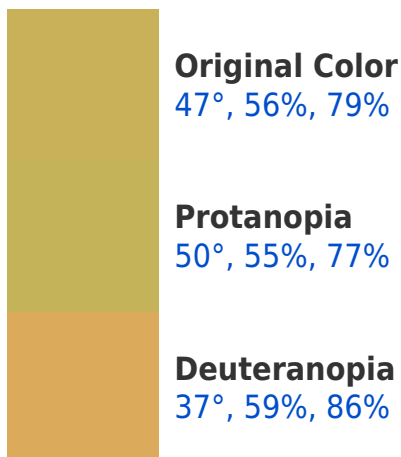 Original Color
47°, 56%, 79%
Protanopia
50°, 55%, 77%
Deuteranopia
37°, 59%, 86%